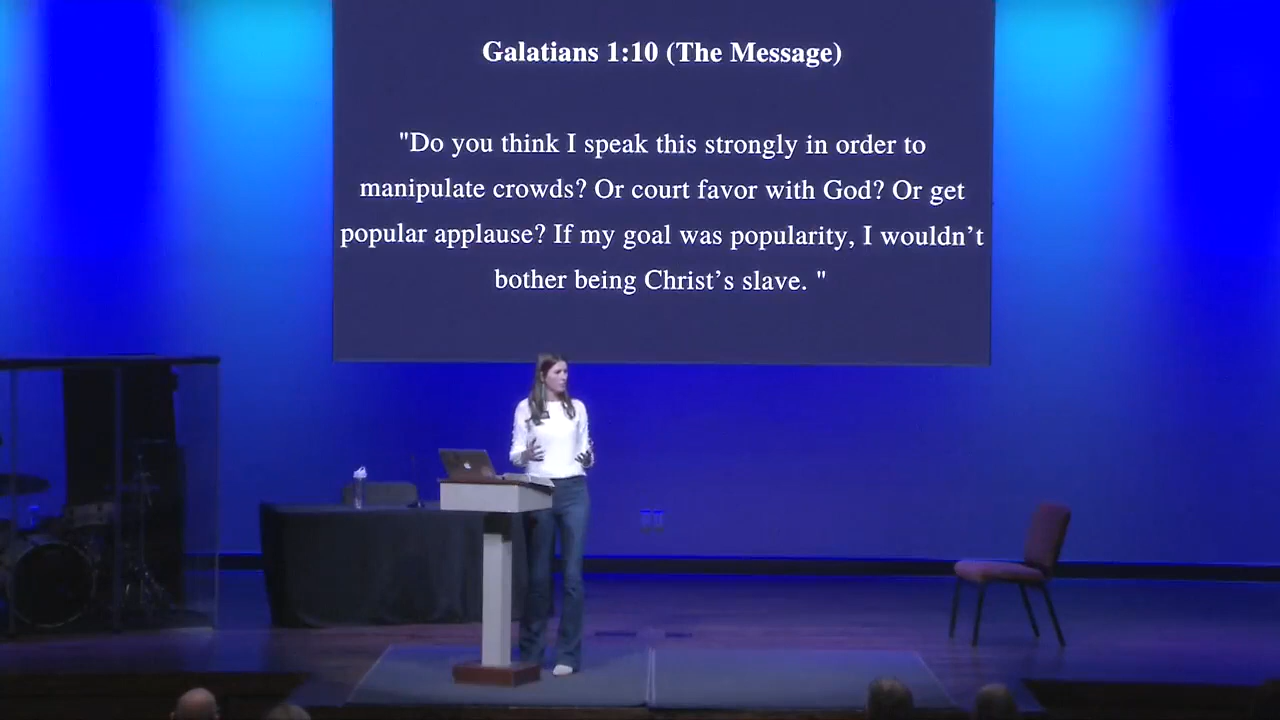 Galatians 1:10 (The Message)
"Do you think I speak this strongly in order to
manipulate crowds? Or court favor with God? Or get
popular applause? If my goal was popularity, I wouldn’t
bother being Christ’s slave. "